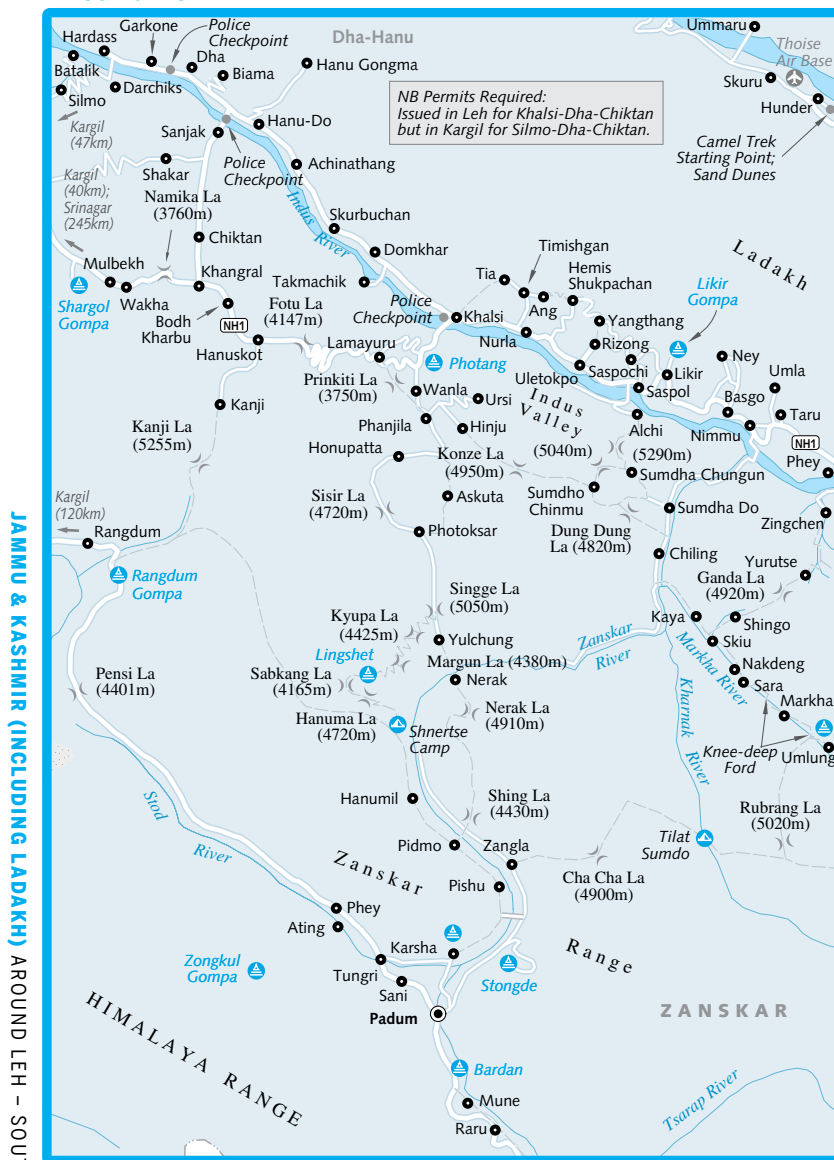 Garkone
Police
Checkpoint
Hardass
Dha
Dha-Hanu
Hanu Gongma
Ummaru
Thoise
Air Base
Batalik
Biama
Skuru
Silmo
Darchiks
NB Permits Required:
Issued in Leh for Khalsi-Dha-Chiktan
but in Kargil for Silmo-Dha-Chiktan.
Hunder
Kargil
(47km)
Sanjak
Hanu-Do
Police
Checkpoint
Camel Trek
Starting Point;
Sand Dunes
Achinathang
Shakar
Kargil
(40km);
Srinagar
(245km)
Namika La
(3760m)
Indus
River
Skurbuchan
Chiktan
Domkhar
Timishgan
Tia
Hemis
Shukpachan
Ladakh
Mulbekh
Khangral
Takmachik
Ang
Likir
Gompa
Shargol
Gompa
Wakha
Fotu La
(4147m)
Police
Checkpoint
Khalsi
Yangthang
Bodh
Kharbu
NH1
Nurla
Rizong
Ney
Hanuskot
Lamayuru
Photang
Uletokpo
Saspochi
Likir
Umla
Prinkiti La
(3750m)
Wanla
Ursi
Indus
Valley
Saspol
Basgo
Kanji
Phanjila
Hinju
Alchi
Nimmu
Taru
Kanji La
(5255m)
Honupatta
Konze La
(4950m)
(5040m)
(5290m)
NH1
Phey
Sumdha Chungun
Kargil
(120km)
Sisir La
(4720m)
Askuta
Sumdho
Chinmu
Sumdha Do
Zingchen
Rangdum
Photoksar
Dung Dung
La (4820m)
Chiling
Yurutse
Rangdum
Gompa
Singge La
(5050m)
Ganda La
(4920m)
Kyupa La
(4425m)
Kaya
Shingo
Yulchung
Zanskar
River
Skiu
Lingshet
Markha River
Pensi La
(4401m)
Sabkang La
(4165m)
Margun La (4380m)
Nerak
Nakdeng
Sara
Kharnak
River
Markha
Hanuma La
(4720m)
Shnertse
Camp
Nerak La
(4910m)
Knee-deep
Ford
Umlung
Stod
River
Hanumil
Shing La
(4430m)
Rubrang La
(5020m)
Pidmo
Zangla
Tilat
Sumdo
Zanskar
Range
Pishu
Cha Cha La
(4900m)
Phey
Ating
Karsha
Zongkul
Gompa
Tungri
Stongde
Sani
HIMALAYA RANGE
Padum
ZANSKAR
Bardan
Mune
Tsarap River
Raru
JAMMU & KASHMIR (INCLUDING LADAKH) AROUND LEH – SOUT